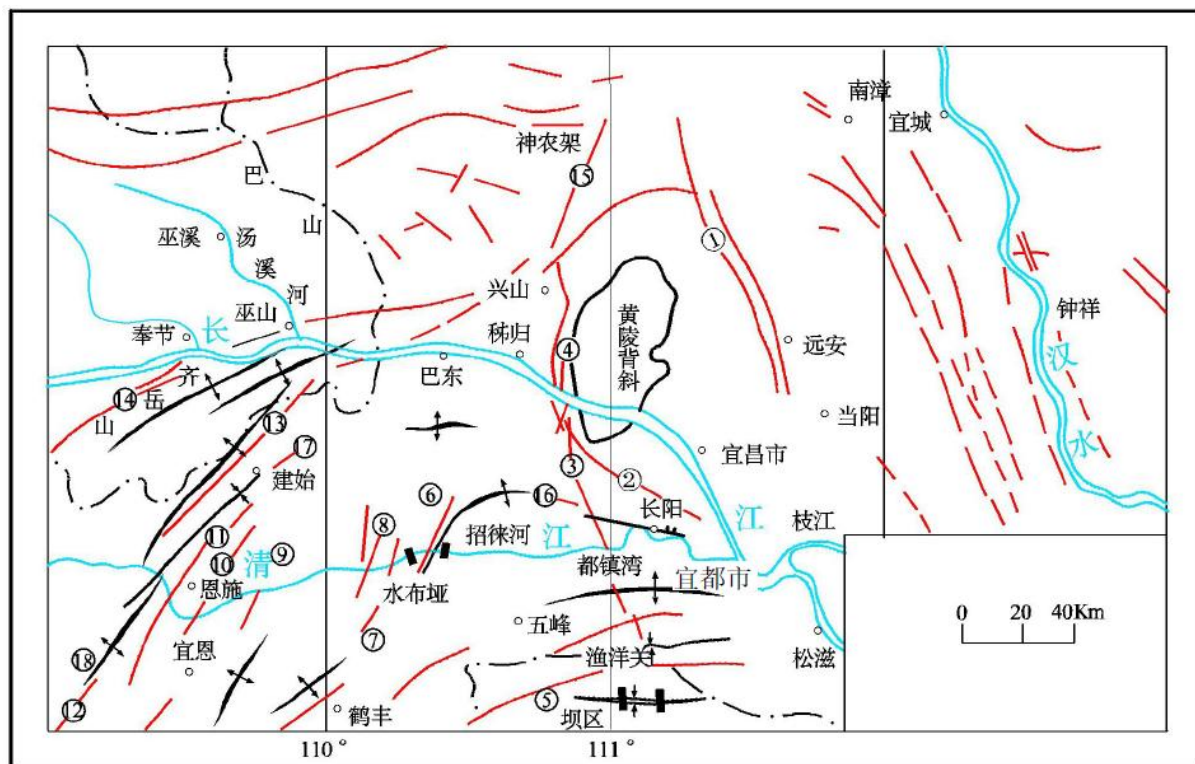 南漳
宜城
神农架
⑮
巴
山
巫溪
汤
溪
河
①
兴山
黄陵背斜
巫山
奉节
长
钟祥
秭归
远安
④
巴东
汉
齐
岳
山
⑭
当阳
⑬
⑰
水
宜昌市
建始
③
②
⑥
⑯
长阳
枝江
⑧
招徕河
江
江
⑪
⑨
⑩
清
都镇湾
恩施
水布垭
宜都市
0 20 40Km
五峰
⑦
宜恩
⑱
渔洋关
松滋
⑫
⑤
鹤丰
坝区
110°
111°